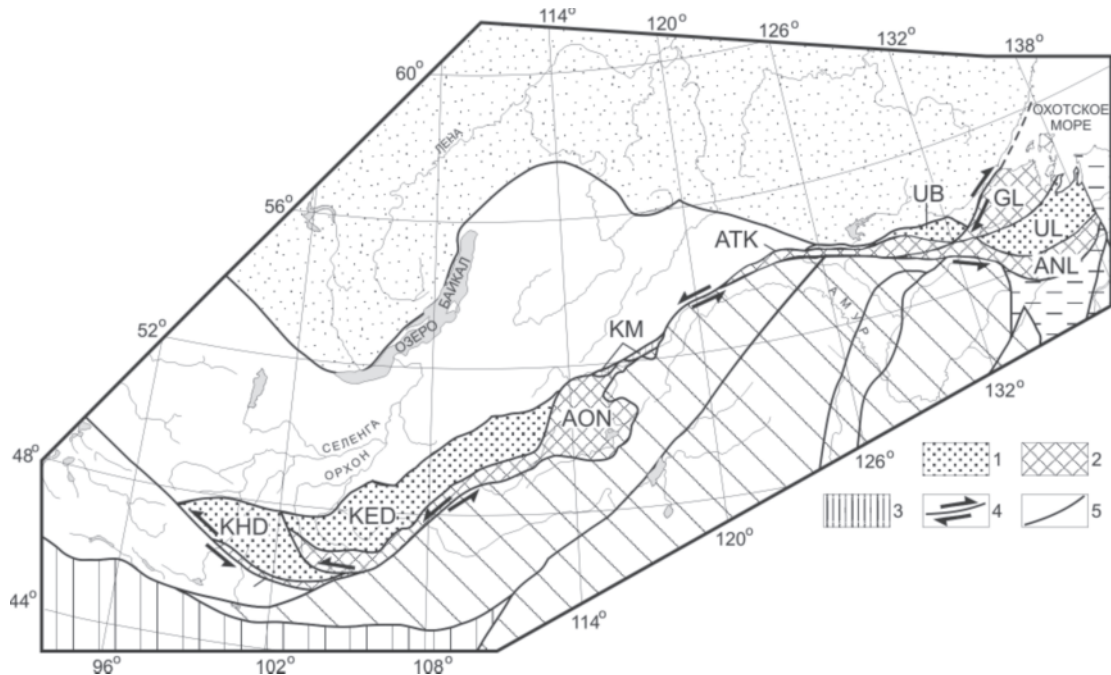 114°
120°
126°
132°
138°
60°
ОХОТСКОЕ
МОРЕ
ЛЕНА
UB
GL
56°
UL
ATK
ANL
ОЗЕРО БАЙКАЛ
АМУР
52°
KM
132°
AON
СЕЛЕНГА
ОРХОН
48°
126°
1
2
KHD
KED
3
4
5
120°
44°
114°
96°
102°
108°